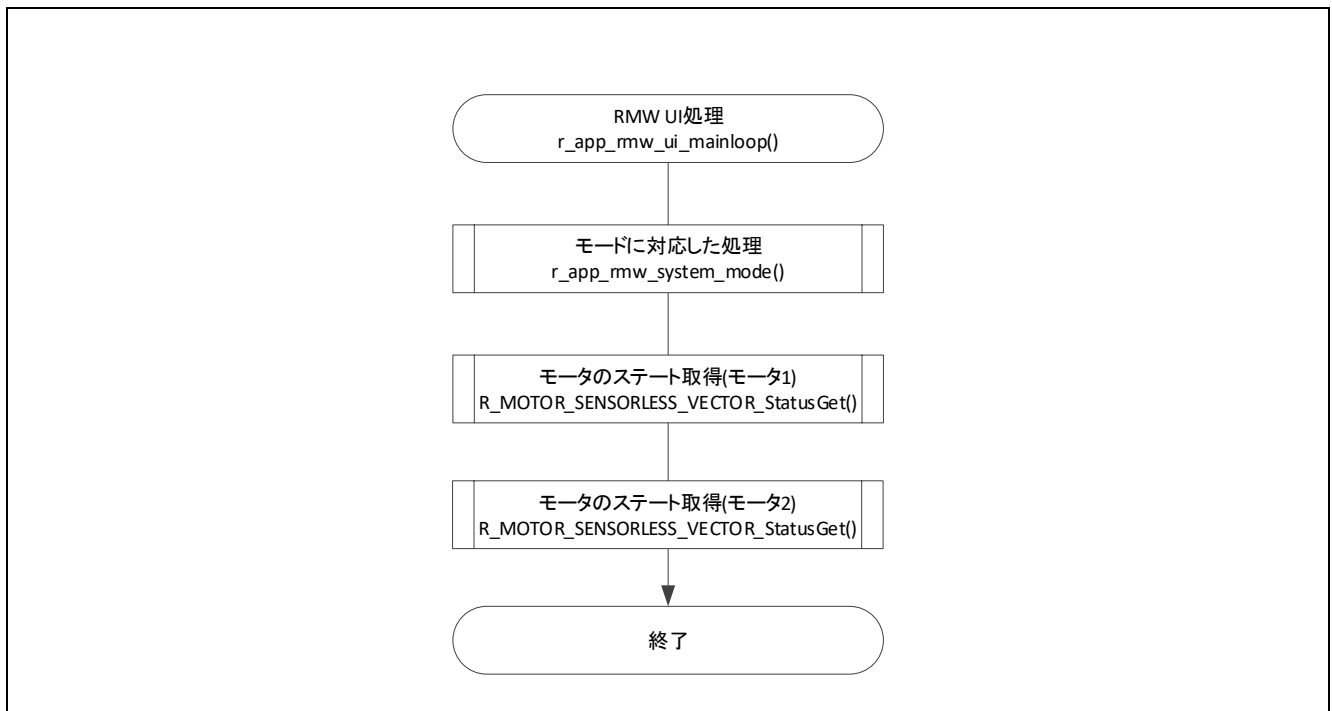 RMW UI処理
r_app_rmw_ui_mainloop()
モードに対応した処理
r_app_rmw_system_mode()
モータのステート取得(モータ1)
R_MOTOR_SENSORLESS_VECTOR_StatusGet()
モータのステート取得(モータ2)
R_MOTOR_SENSORLESS_VECTOR_StatusGet()
終了